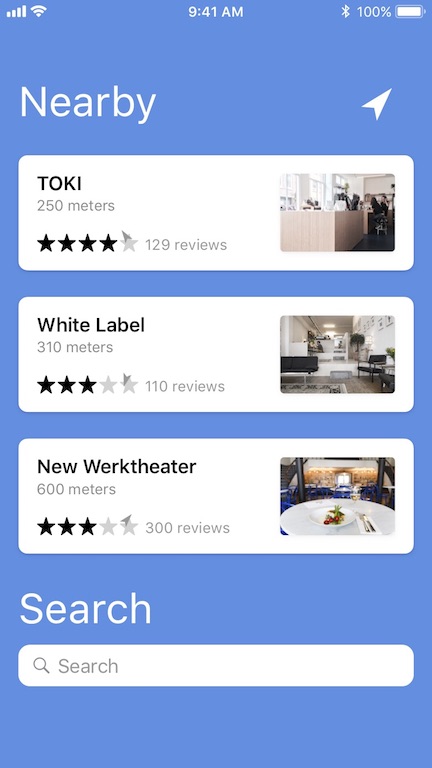 9:41 AM 100%
Nearby
TOKI
250 meters
129 reviews
White Label
310 meters
110 reviews
New Werktheater
600 meters
300 reviews
Search
Search